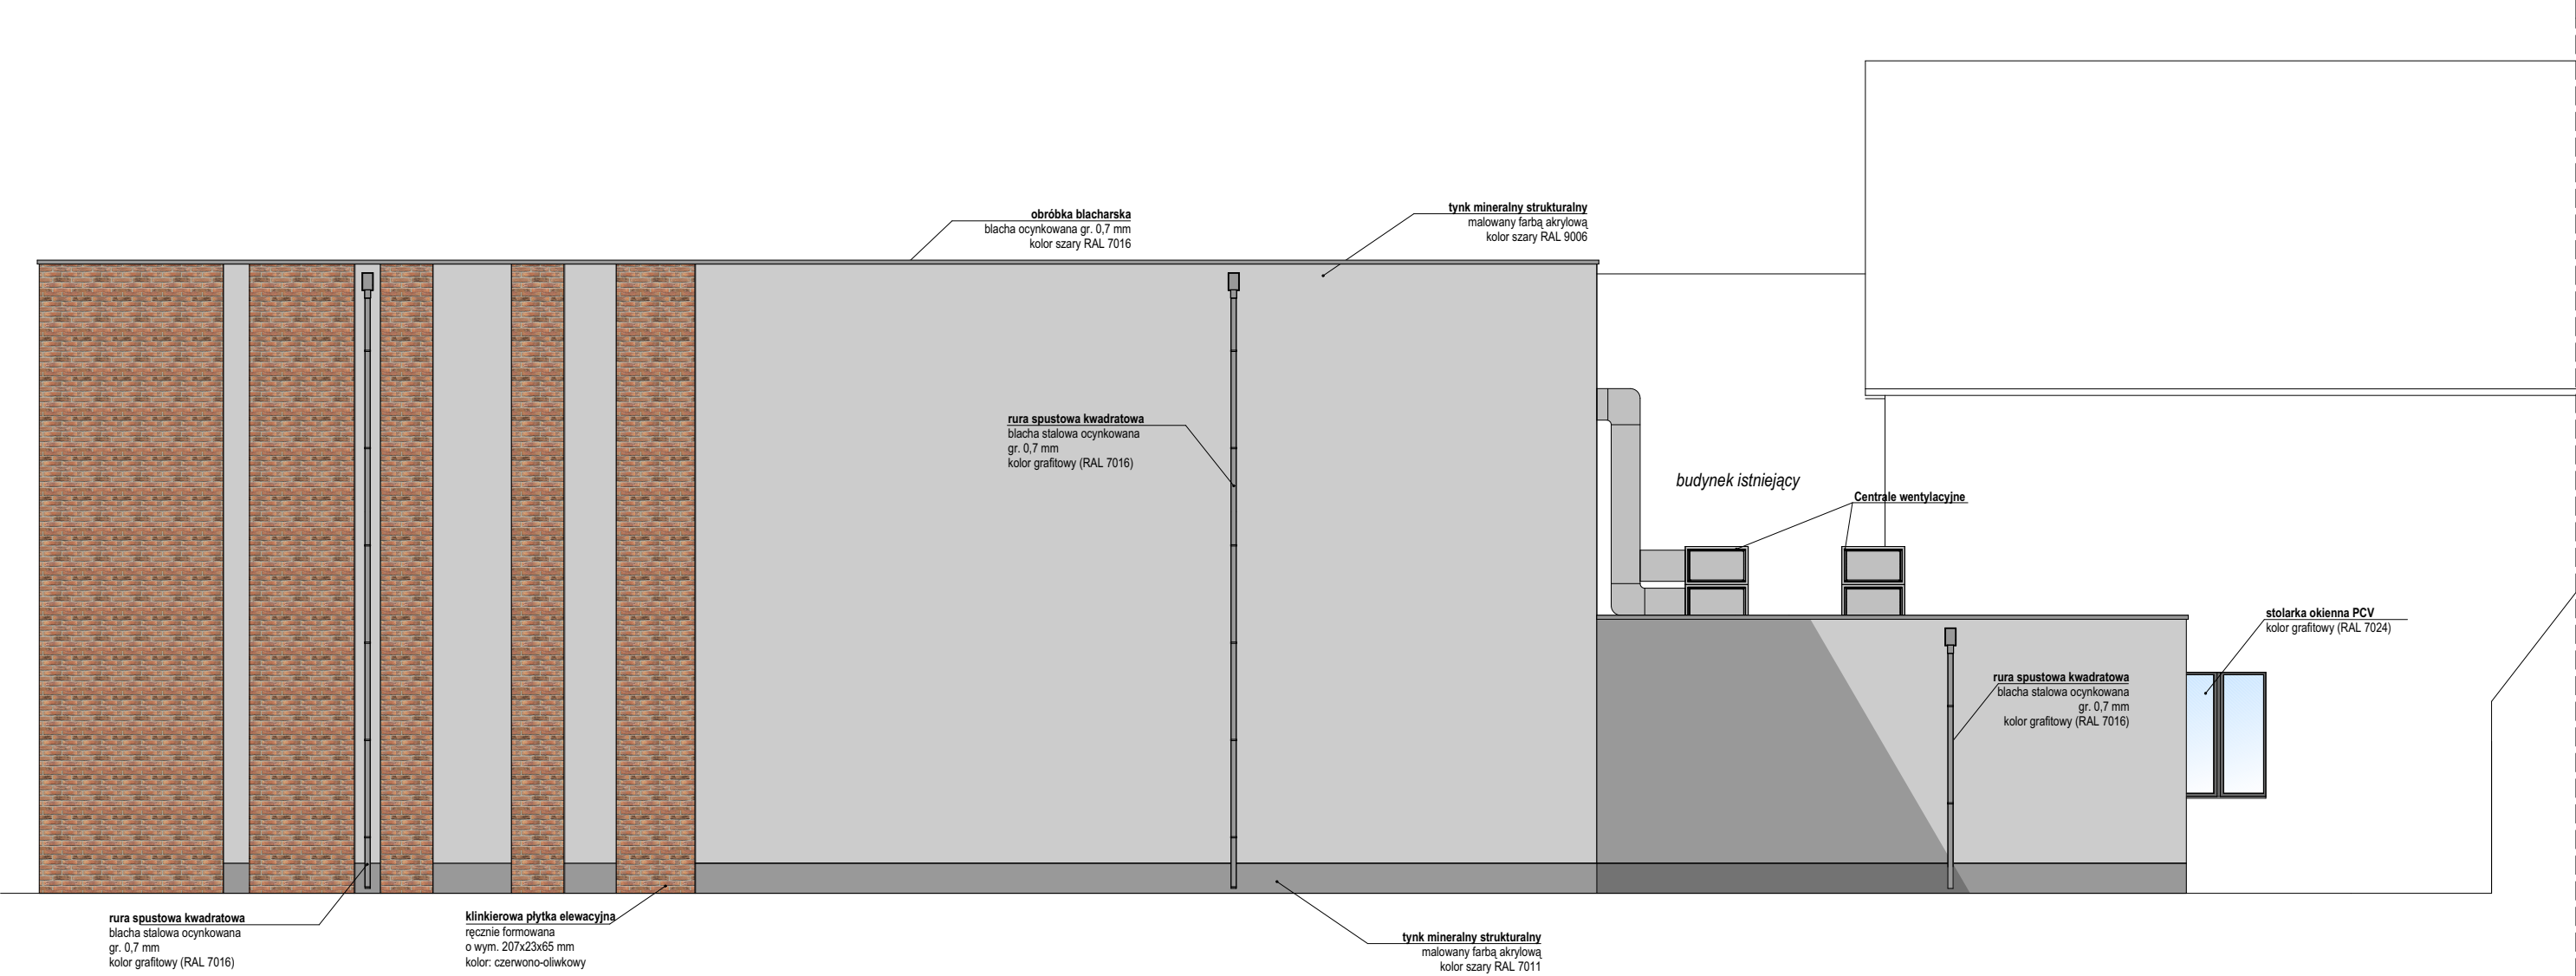 obróbka blacharska
blacha ocynkowana gr. 0,7 mm
kolor szary RAL 7016
tynk mineralny strukturalny
malowany farbą akrylową
kolor szary RAL 9006
rura spustowa kwadratowa
blacha stalowa ocynkowana
gr. 0,7 mm
kolor grafitowy (RAL 7016)
budynek istniejący
Centrale wentylacyjne
stolarka okienna PCV
kolor grafitowy (RAL 7024)
rura spustowa kwadratowa
blacha stalowa ocynkowana
gr. 0,7 mm
kolor grafitowy (RAL 7016)
rura spustowa kwadratowa
blacha stalowa ocynkowana
gr. 0,7 mm
kolor grafitowy (RAL 7016)
klinkierowa płytka elewacyjna
ręcznie formowana
o wym. 207x23x65 mm
kolor: czerwono-oliwkowy
tynk mineralny strukturalny
malowany farbą akrylową
kolor szary RAL 7011